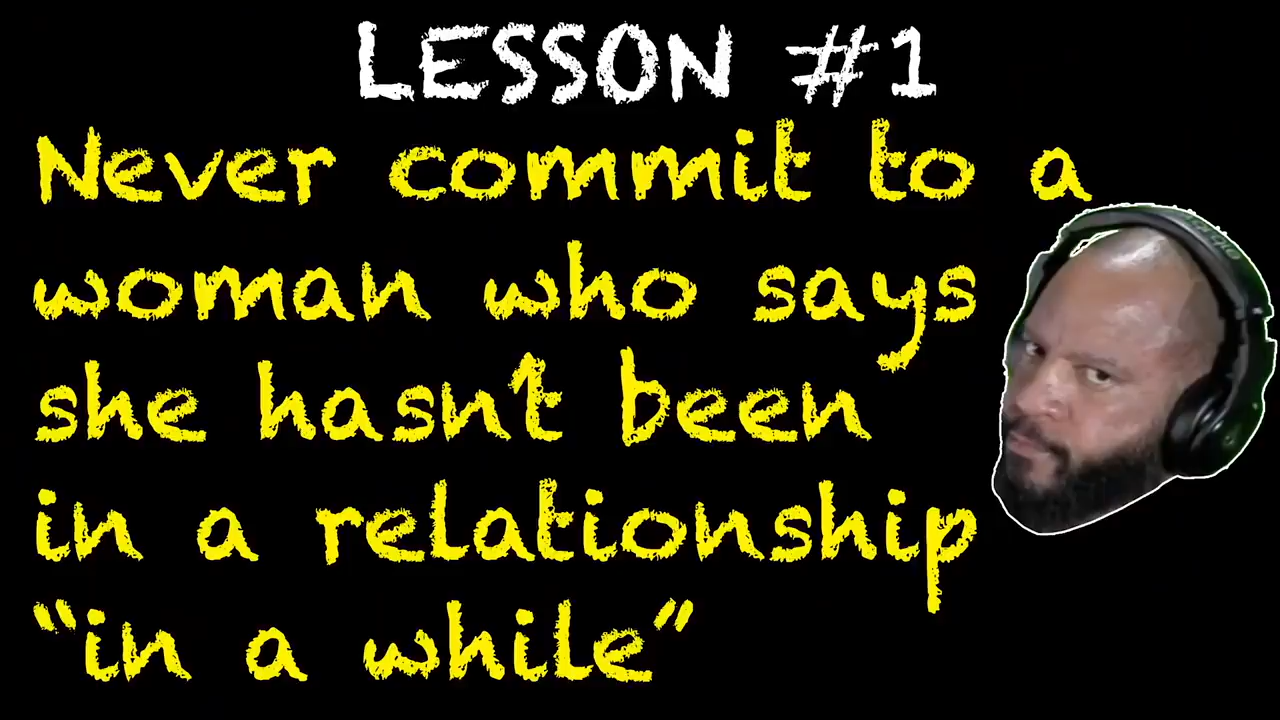 LESSON #1
Never commit to a
woman who says
she hasn't been
in a relationship
"in a while"